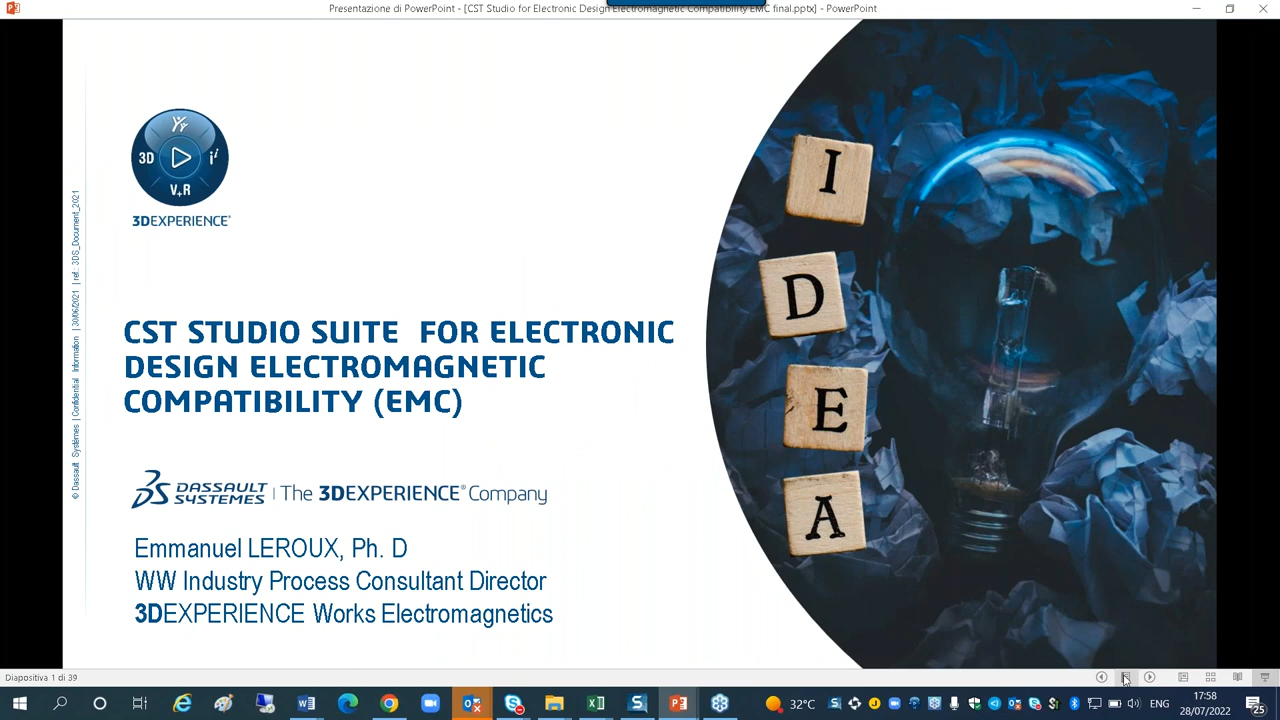 Presentazione di PowerPoint - [CST Studio for Electronic Design Electromagnetic Compatibility EMC final.pptx] - PowerPoint
3D
V+R
3DEXPERIENCE®
© Dassault Systèmes | Confidential Information | 30/06/2021 | ref.: 3DS_Document_2021
CST STUDIO SUITE FOR ELECTRONIC
DESIGN ELECTROMAGNETIC
COMPATIBILITY (EMC)
DASSAULT SYSTEMES | The 3DEXPERIENCE® Company
Emmanuel LEROUX, Ph. D
WW Industry Process Consultant Director
3DEXPERIENCE Works Electromagnetics
I
D
E
A
Diapositiva 1 di 39
32°C
ENG
17:58
28/07/2022
25